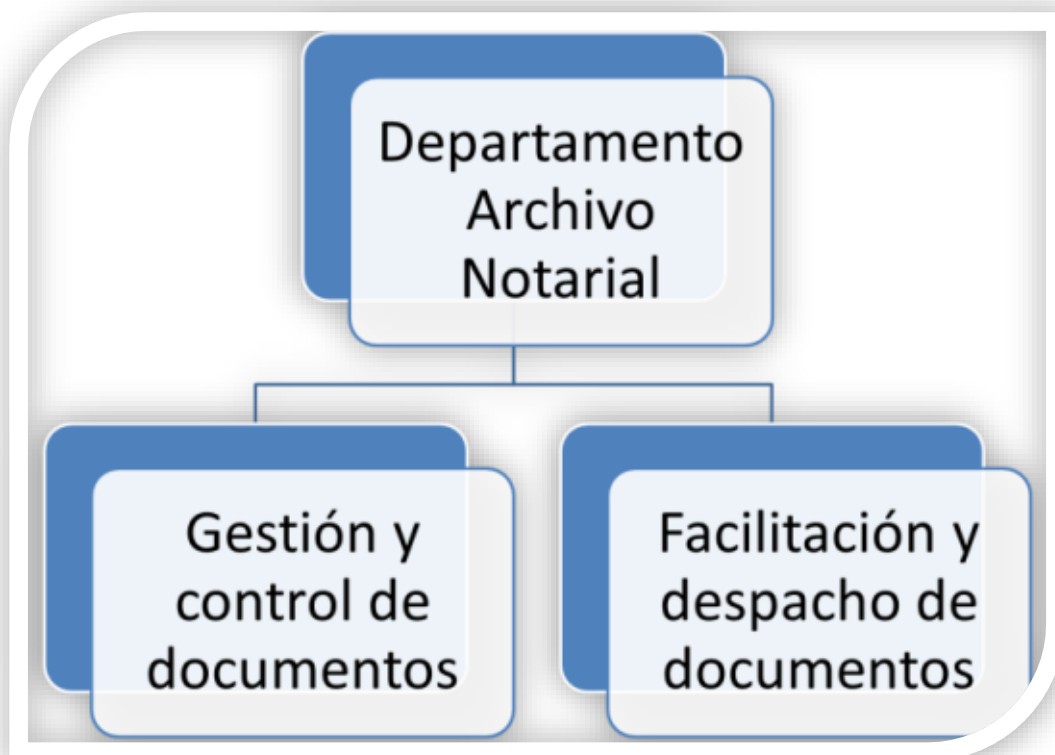 Departamento
Archivo
Notarial
Gestión y
control de
documentos
Facilitación y
despacho de
documentos